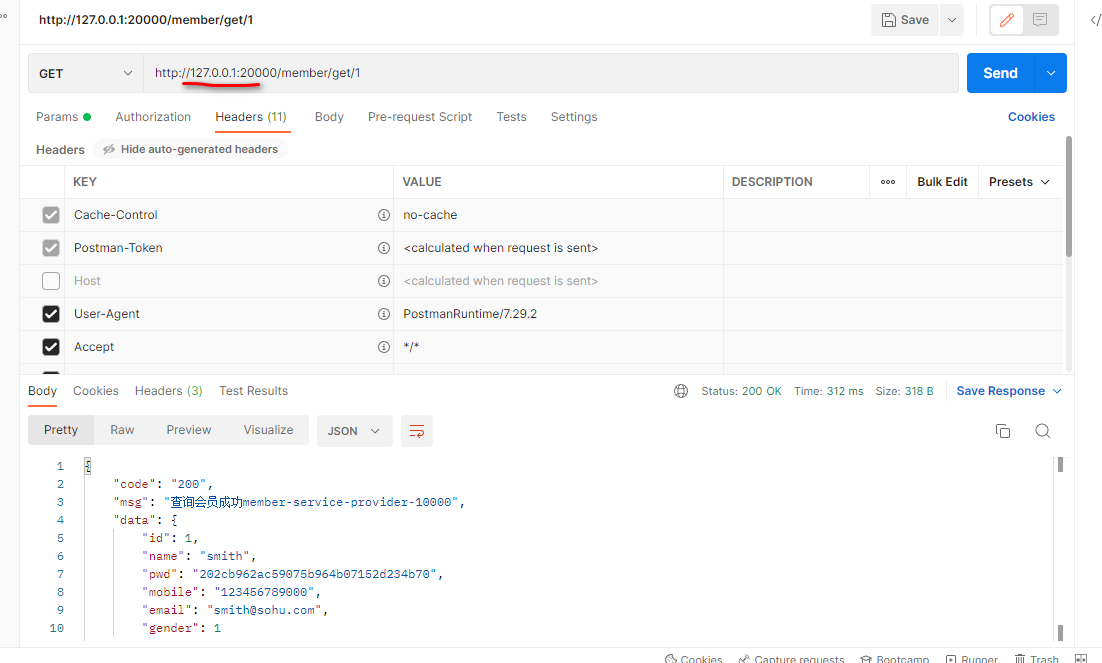 http://127.0.0.1:20000/member/get/1
Save
GET http://127.0.0.1:20000/member/get/1 Send
Params Authorization Headers (11) Body Pre-request Script Tests Settings Cookies
Headers Hide auto-generated headers
KEY VALUE DESCRIPTION Bulk Edit Presets
Cache-Control no-cache
Postman-Token <calculated when request is sent>
Host <calculated when request is sent>
User-Agent PostmanRuntime/7.29.2
Accept */*
Body Cookies Headers (3) Test Results Status: 200 OK Time: 312 ms Size: 318 B Save Response
Pretty Raw Preview Visualize JSON
1 {
2 "code": "200",
3 "msg": "查询会员成功member-service-provider-10000",
4 "data": {
5 "id": 1,
6 "name": "smith",
7 "pwd": "202cb962ac59075b964b07152d234b70",
8 "mobile": "123456789000",
9 "email": "smith@sohu.com",
10 "gender": 1
Cookies Capture requests Bootcamp Runner Trash